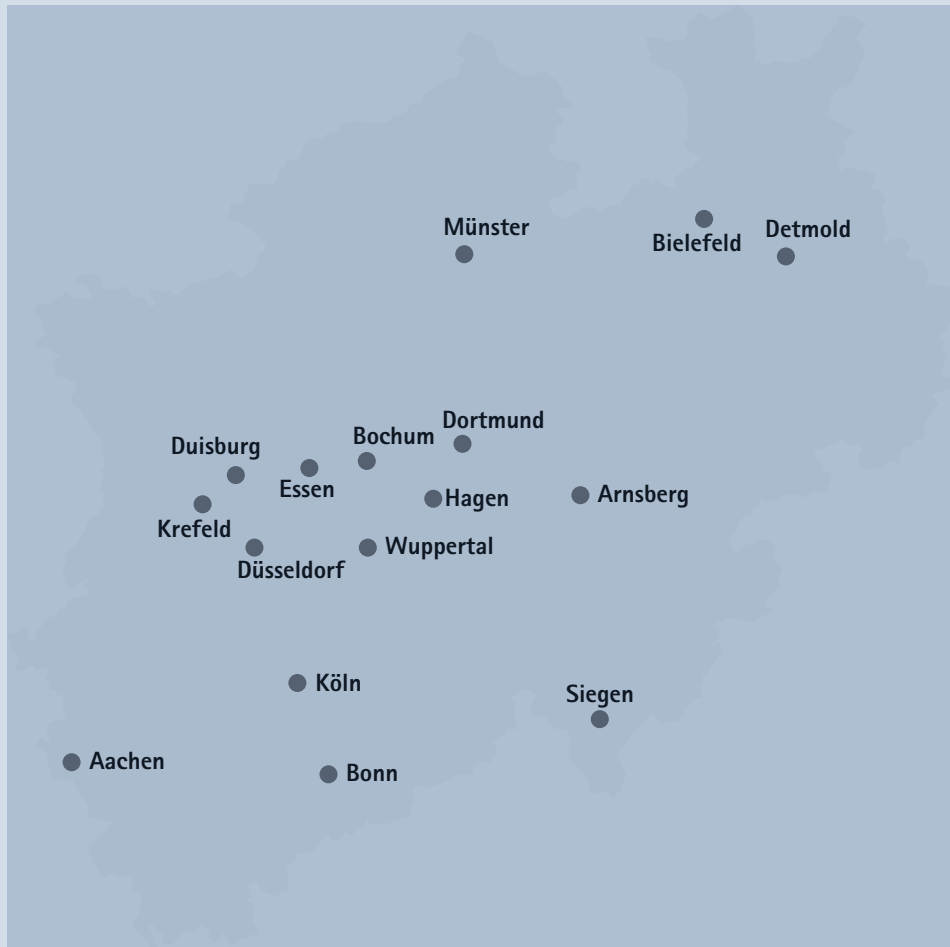 Münster
Detmold
Bielefeld
Dortmund
Bochum
Duisburg
Essen
Hagen
Arnsberg
Krefeld
Wuppertal
Düsseldorf
Köln
Siegen
Aachen
Bonn